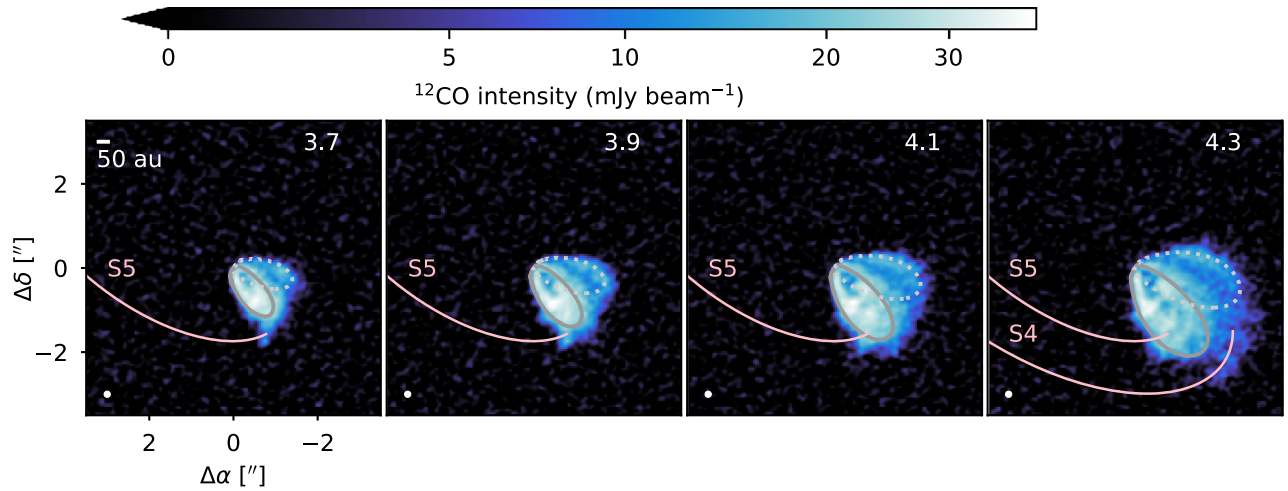 0 5 10 20 30
¹²CO intensity (mJy beam⁻¹)
3.7 3.9 4.1 4.3
50 au
2
0
−2
Δδ [″]
S5 S5 S5 S5
S4
2 0 −2
Δα [″]